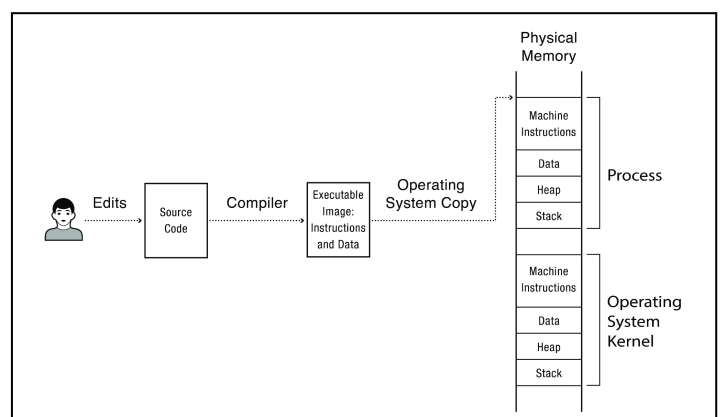 Physical
Memory
Edits
Source
Code
Compiler
Executable
Image:
Instructions
and Data
Operating
System Copy
Machine
Instructions
Data
Heap
Stack
Process
Machine
Instructions
Data
Heap
Stack
Operating
System
Kernel